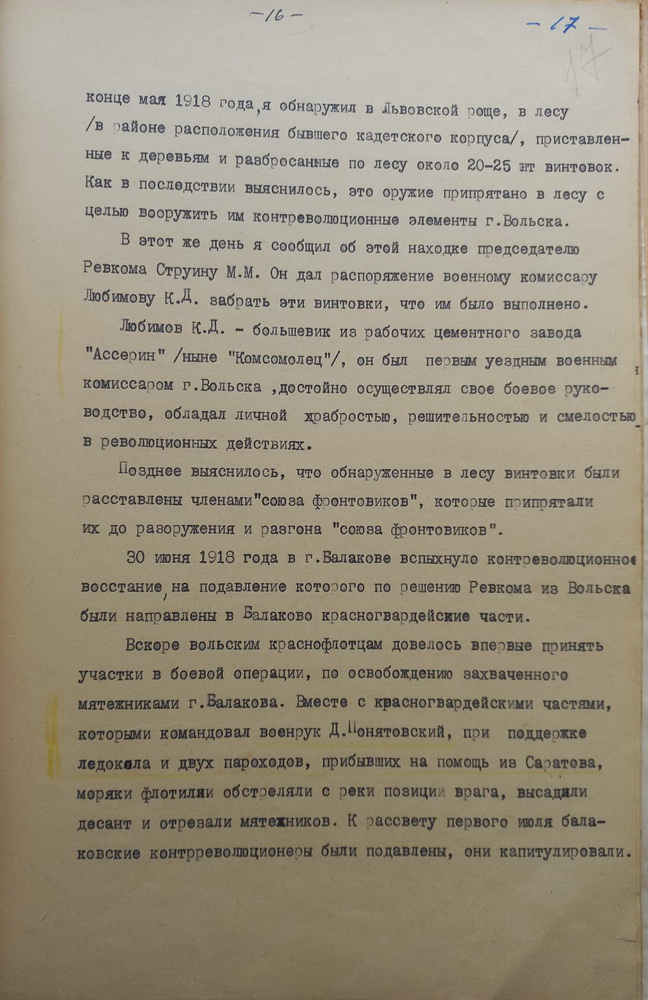 -16-
- 17 -
17
конце мая 1918 года,я обнаружил в Львовской роще, в лесу
/в районе расположения бывшего кадетского корпуса/, приставлен-
ные к деревьям и разбросанные по лесу около 20-25 шт винтовок.
Как в последствии выяснилось, это оружие припрятано в лесу с
целью вооружить им контреволюционные элементы г.Вольска.
В этот же день я сообщил об этой находке председателю
Ревкома Струину М.М. Он дал распоряжение военному комиссару
Любимову К.Д. забрать эти винтовки, что им было выполнено.
Любимов К.Д. - большевик из рабочих цементного завода
"Ассерин" /ныне "Комсомолец"/, он был первым уездным военным
комиссаром г.Вольска ,достойно осуществлял свое боевое руко-
водство, обладал личной храбростью, решительностью и смелостью
в революционных действиях.
Позднее выяснилось, что обнаруженные в лесу винтовки были
расставлены членами"союза фронтовиков", которые припрятали
их до разоружения и разгона "союза фронтовиков".
30 июня 1918 года в г.Балакове вспыхнуло контреволюционное
восстание,на подавление которого по решению Ревкома из Вольска
были направлены в Балаково красногвардейские части.
Вскоре вольским краснофлотцам довелось впервые принять
участки в боевой операции, по освобождению захваченного
мятежниками г.Балакова. Вместе с красногвардейскими частями,
которыми командовал военрук Д.Понятовский, при поддержке
ледокола и двух пароходов, прибывших на помощь из Саратова,
моряки флотилии обстреляли с реки позиции врага, высадили
десант и отрезали мятежников. К рассвету первого июля бала-
ковские контрреволюционеры были подавлены, они капитулировали.